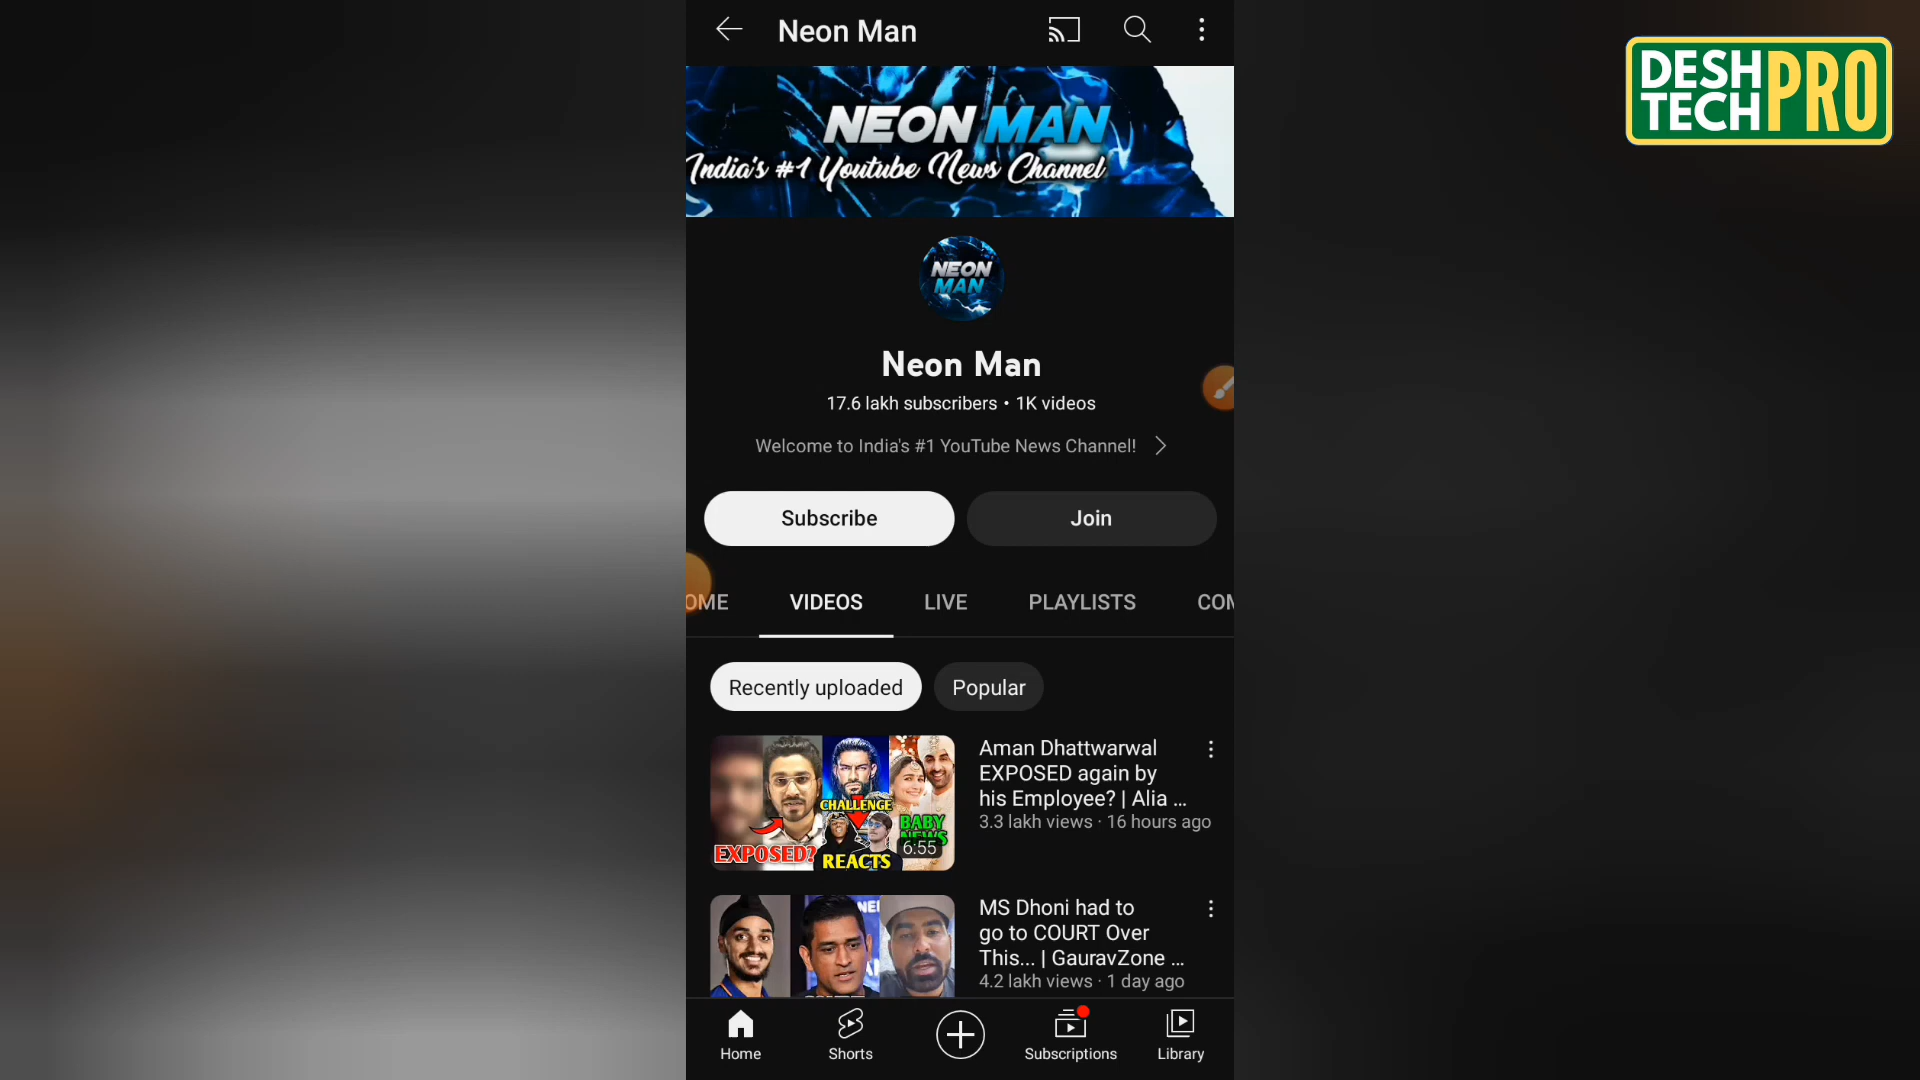 Neon Man
DESH
TECH
PRO
NEON MAN
India's #1 Youtube News Channel
NEON
MAN
Neon Man
17.6 lakh subscribers • 1K videos
Welcome to India's #1 YouTube News Channel!
Subscribe
Join
OME
VIDEOS
LIVE
PLAYLISTS
COM
Recently uploaded
Popular
CHALLENGE
BABY
NEWS
EXPOSED?
REACTS
6:55
Aman Dhattwarwal
EXPOSED again by
his Employee? | Alia ...
3.3 lakh views · 16 hours ago
MS Dhoni had to
go to COURT Over
This... | GauravZone ...
4.2 lakh views · 1 day ago
Home
Shorts
Subscriptions
Library